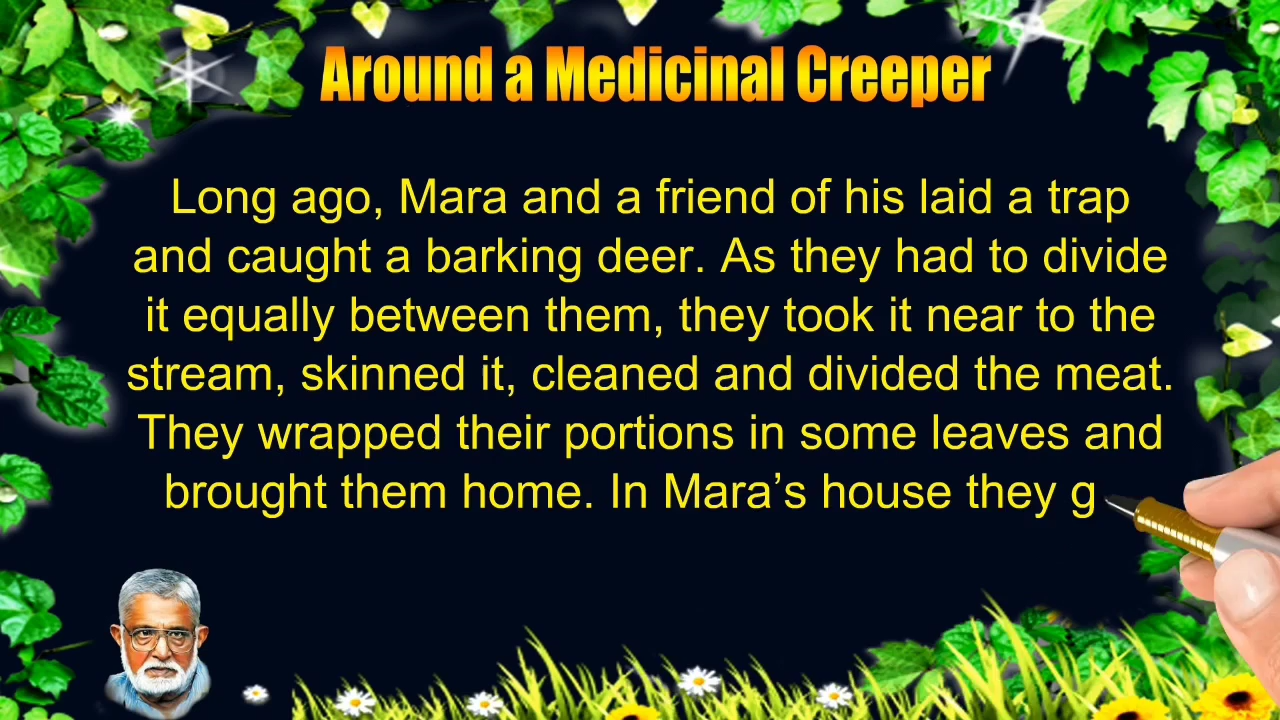 Around a Medicinal Creeper
Long ago, Mara and a friend of his laid a trap
and caught a barking deer. As they had to divide
it equally between them, they took it near to the
stream, skinned it, cleaned and divided the meat.
They wrapped their portions in some leaves and
brought them home. In Mara’s house they g